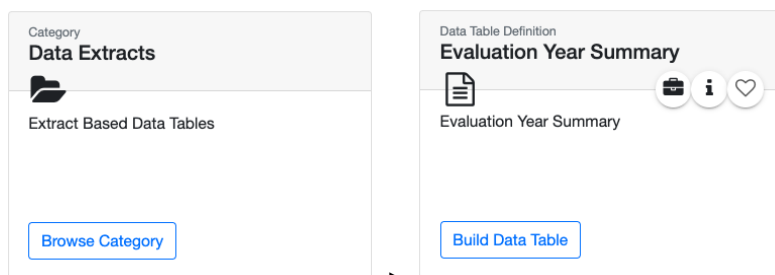 Category
Data Extracts
Extract Based Data Tables
Browse Category
Data Table Definition
Evaluation Year Summary
Evaluation Year Summary
Build Data Table